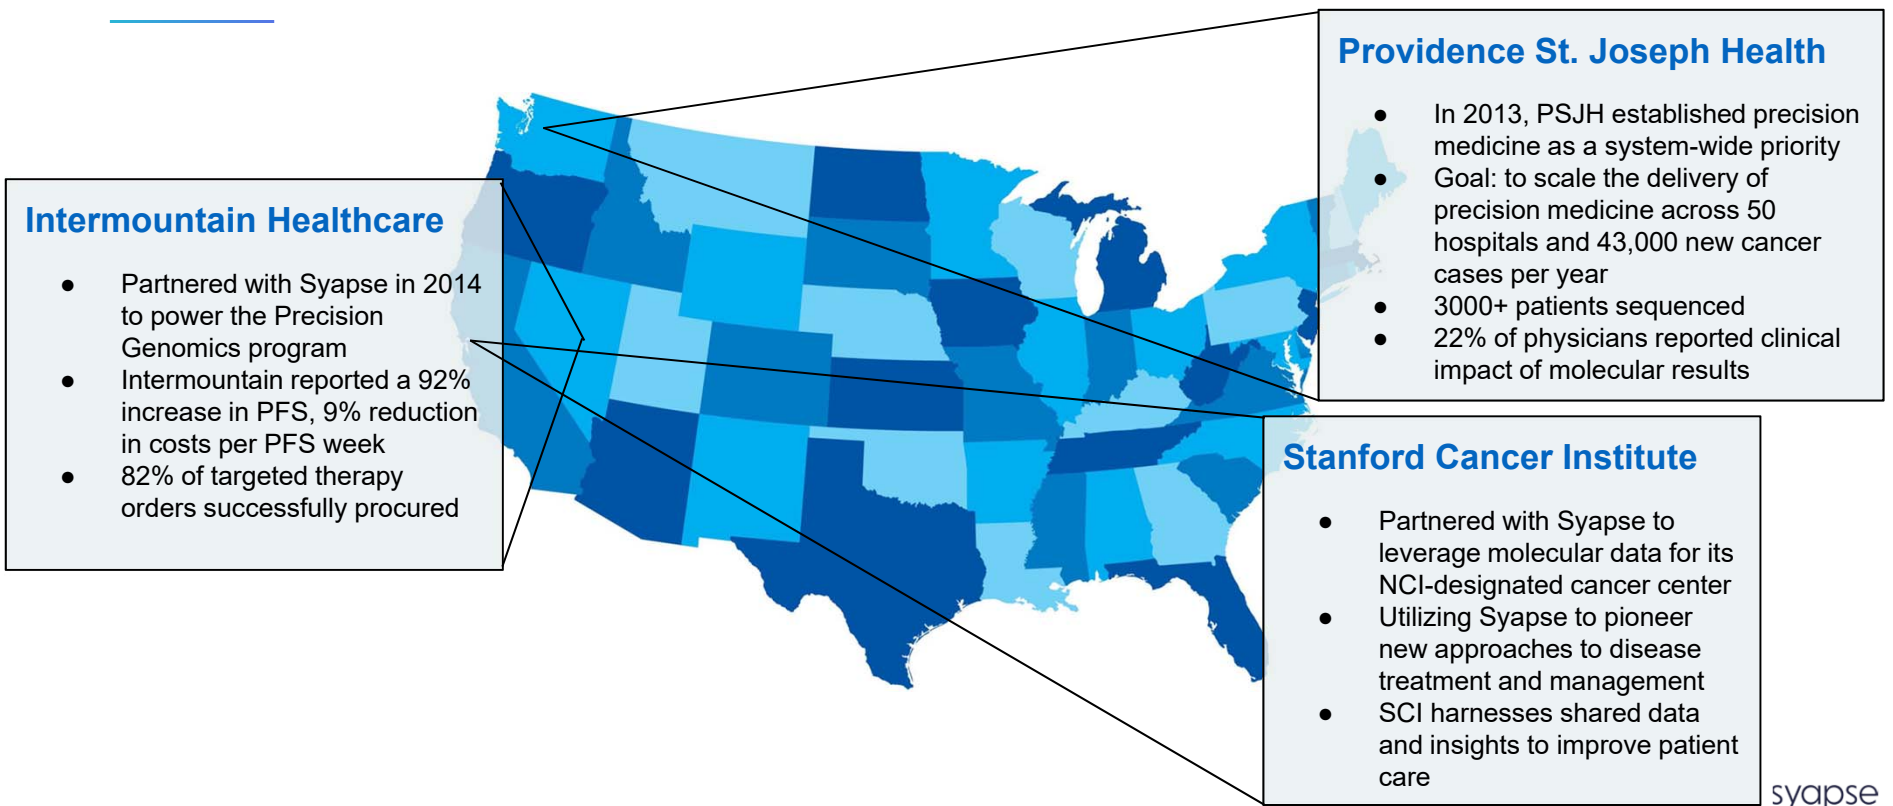 Providence St. Joseph Health
● In 2013, PSJH established precision
medicine as a system-wide priority
● Goal: to scale the delivery of
precision medicine across 50
hospitals and 43,000 new cancer
cases per year
● 3000+ patients sequenced
● 22% of physicians reported clinical
impact of molecular results
Intermountain Healthcare
● Partnered with Syapse in 2014
to power the Precision
Genomics program
● Intermountain reported a 92%
increase in PFS, 9% reduction
in costs per PFS week
● 82% of targeted therapy
orders successfully procured
Stanford Cancer Institute
● Partnered with Syapse to
leverage molecular data for its
NCI-designated cancer center
● Utilizing Syapse to pioneer
new approaches to disease
treatment and management
● SCI harnesses shared data
and insights to improve patient
care
syapse